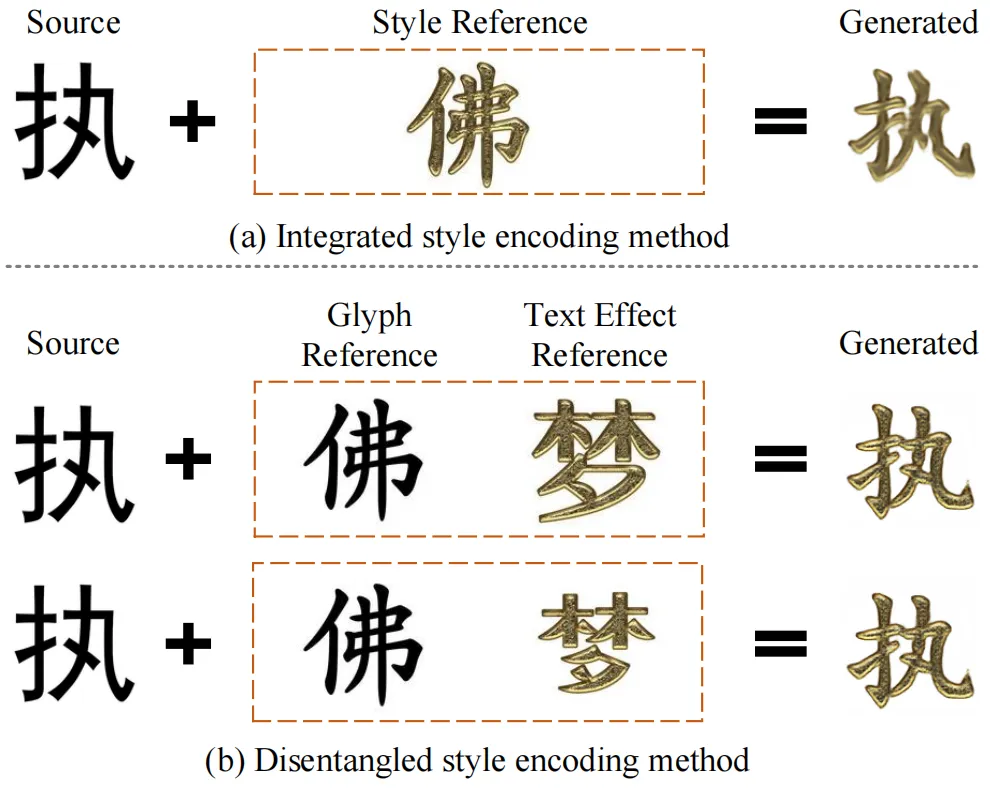 Source Style Reference Generated
执 + 佛 = 执
(a) Integrated style encoding method
Source Glyph Reference Text Effect Reference Generated
执 + 佛 梦 = 执
执 + 佛 梦 = 执
(b) Disentangled style encoding method